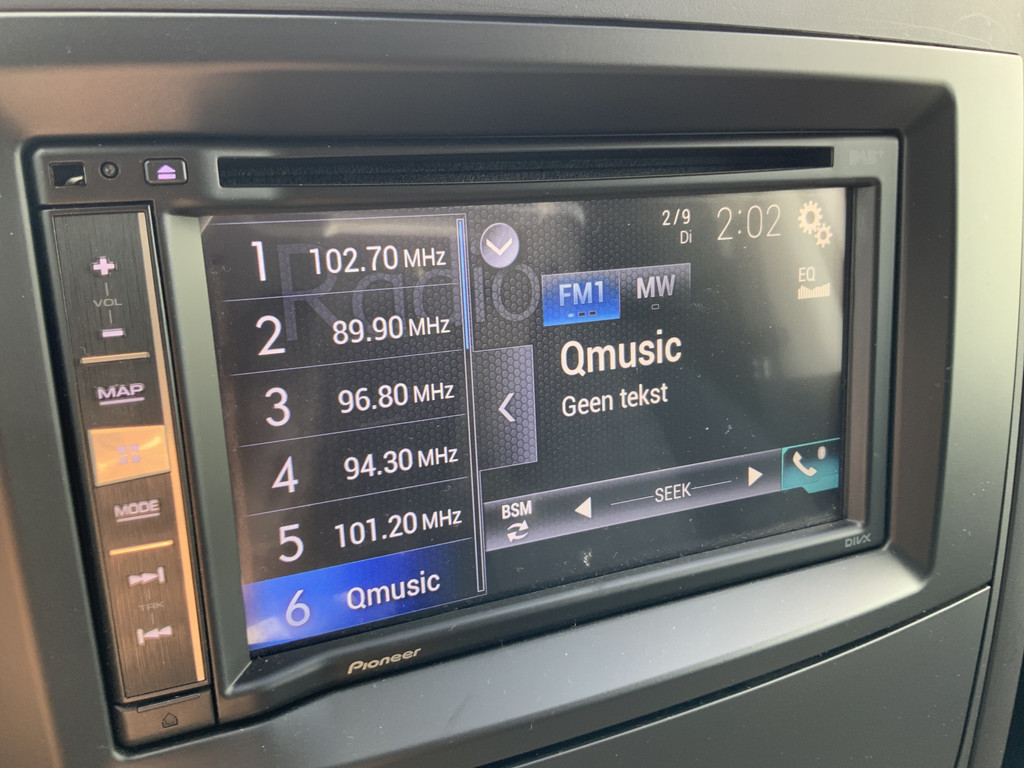 DAB+
VOL
MAP
MODE
TRK
Radio
1 102.70 MHz
2 89.90 MHz
3 96.80 MHz
4 94.30 MHz
5 101.20 MHz
6 Qmusic
2/9
Di
2:02
EQ
FM1
MW
Qmusic
Geen tekst
BSM
SEEK
DIVX
Pioneer